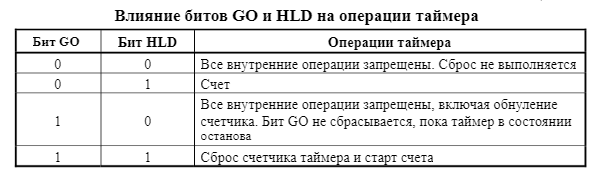 Влияние битов GO и HLD на операции таймера
Бит GO Бит HLD Операции таймера
0 0 Все внутренние операции запрещены. Сброс не выполняется
0 1 Счет
1 0 Все внутренние операции запрещены, включая обнуление
счетчика. Бит GO не сбрасывается, пока таймер в состоянии
останова
1 1 Сброс счетчика таймера и старт счета